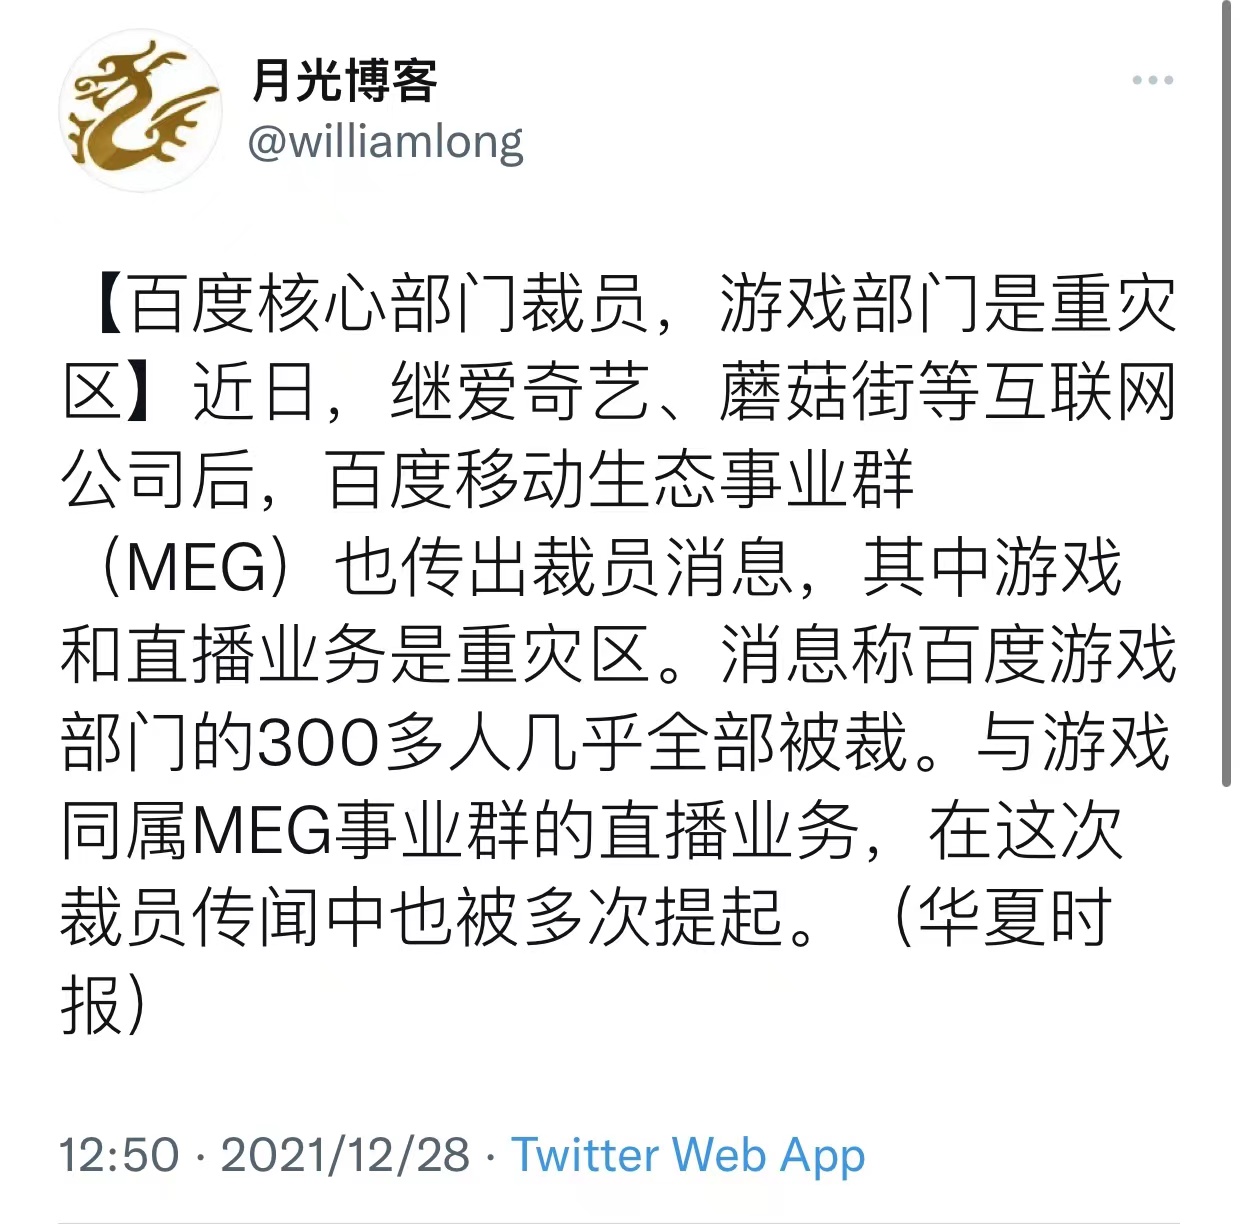 月光博客
@williamlong
【百度核心部门裁员，游戏部门是重灾
区】近日，继爱奇艺、蘑菇街等互联网
公司后，百度移动生态事业群
（MEG）也传出裁员消息，其中游戏
和直播业务是重灾区。消息称百度游戏
部门的300多人几乎全部被裁。与游戏
同属MEG事业群的直播业务，在这次
裁员传闻中也被多次提起。（华夏时
报）
12:50 · 2021/12/28 · Twitter Web App